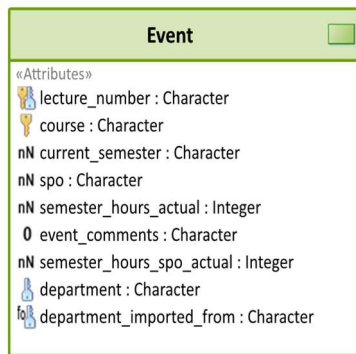 Event
«Attributes»
lecture_number : Character
course : Character
nN current_semester : Character
nN spo : Character
nN semester_hours_actual : Integer
0 event_comments : Character
nN semester_hours_spo_actual : Integer
department : Character
fo department_imported_from : Character